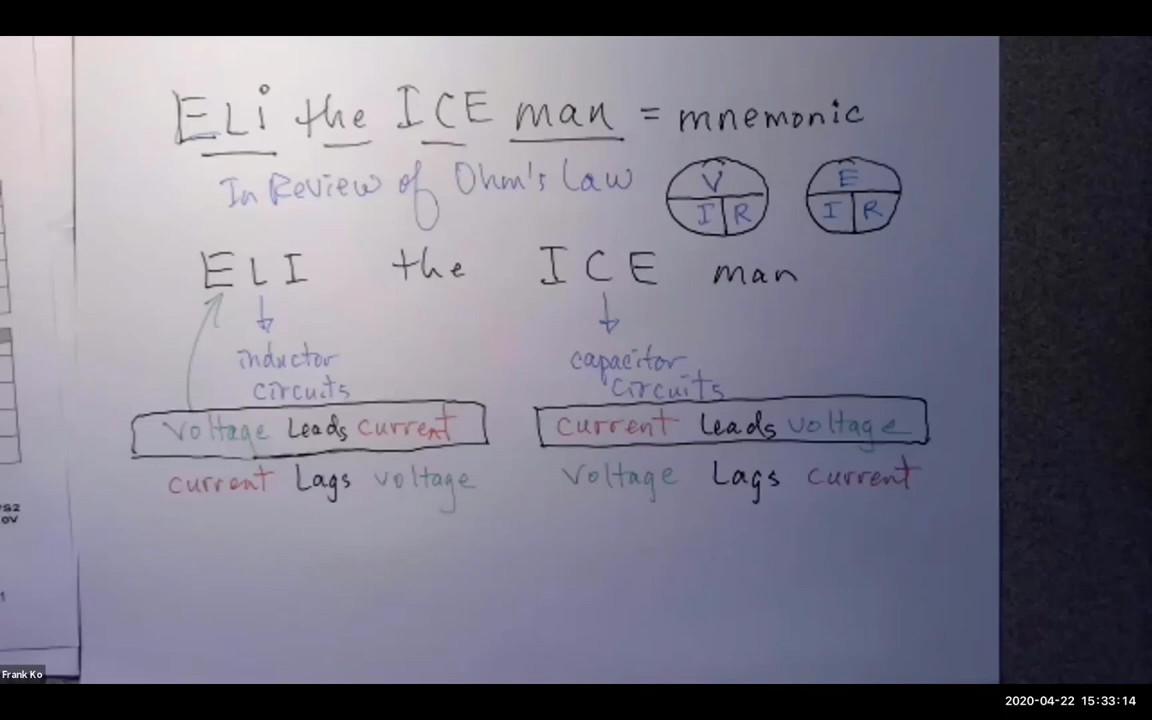 ELi the ICE man = mnemonic
In Review of Ohm's Law
V
I R
E
I R
ELI the ICE man
inductor
circuits
capacitor
circuits
voltage Leads current
current Leads voltage
current Lags voltage
voltage Lags current
Frank Ko
2020-04-22 15:33:14